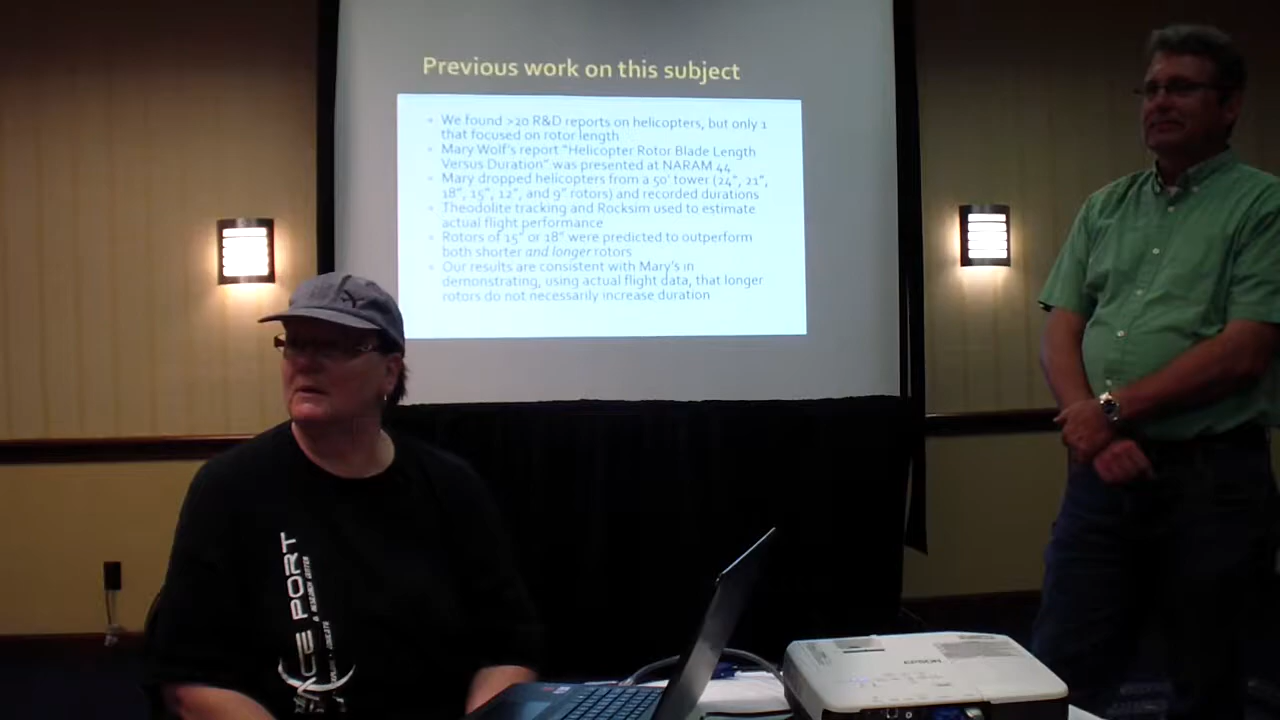 Previous work on this subject
We found >20 R&D reports on helicopters, but only 1
that focused on rotor length
Mary Wolf's report "Helicopter Rotor Blade Length
Versus Duration" was presented at NARAM 44
Mary dropped helicopters from a 50' tower (24", 21",
18", 15", 12", and 9" rotors) and recorded durations
Theodolite tracking and Rocksim used to estimate
actual flight performance
Rotors of 15" or 18" were predicted to outperform
both shorter and longer rotors
Our results are consistent with Mary's in
demonstrating, using actual flight data, that longer
rotors do not necessarily increase duration
ACE PORT
& RESEARCH CENTER
EPSON